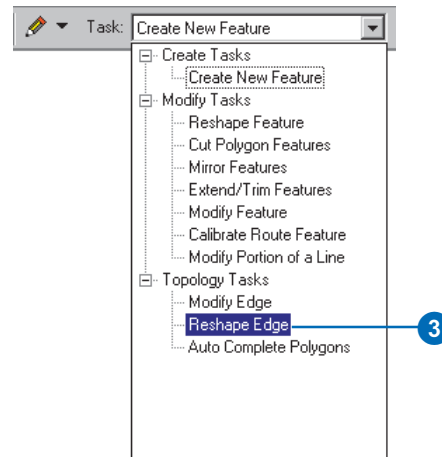 Task: Create New Feature
Create Tasks
Create New Feature
Modify Tasks
Reshape Feature
Cut Polygon Features
Mirror Features
Extend/Trim Features
Modify Feature
Calibrate Route Feature
Modify Portion of a Line
Topology Tasks
Modify Edge
Reshape Edge 3
Auto Complete Polygons